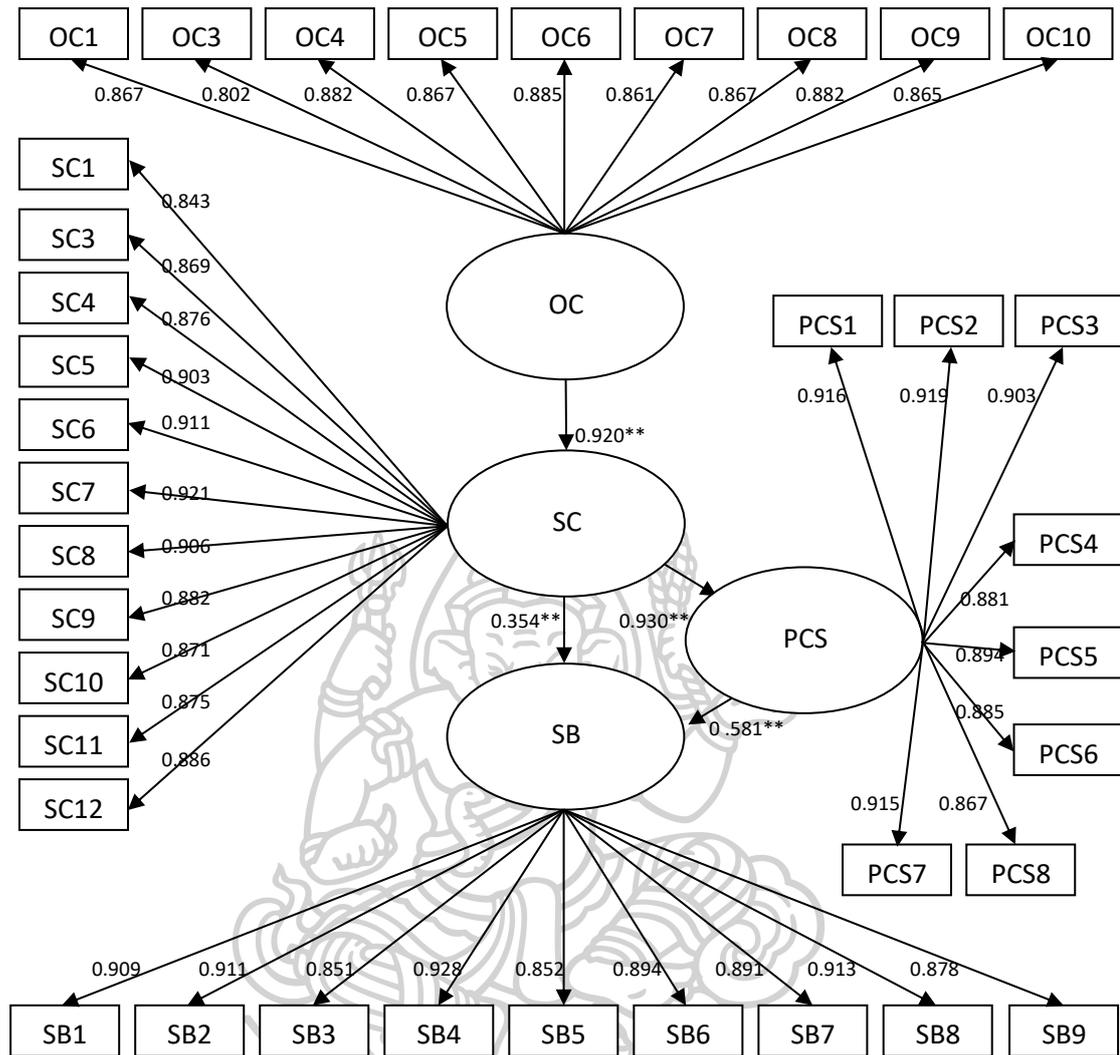 OC1 OC3 OC4 OC5 OC6 OC7 OC8 OC9 OC10
0.867 0.802 0.882 0.867 0.885 0.861 0.867 0.882 0.865
SC1
0.843
SC3
0.869
SC4
0.876
SC5
0.903
SC6
0.911
SC7
0.921
SC8
0.906
SC9
0.882
SC10
0.871
SC11
0.875
SC12
0.886
OC
0.920**
SC
0.354** 0.930**
PCS
0 .581**
SB
PCS1 PCS2 PCS3
0.916 0.919 0.903
PCS4
0.881
PCS5
0.894
PCS6
0.885
0.915 0.867
PCS7 PCS8
0.909 0.911 0.851 0.928 0.852 0.894 0.891 0.913 0.878
SB1 SB2 SB3 SB4 SB5 SB6 SB7 SB8 SB9